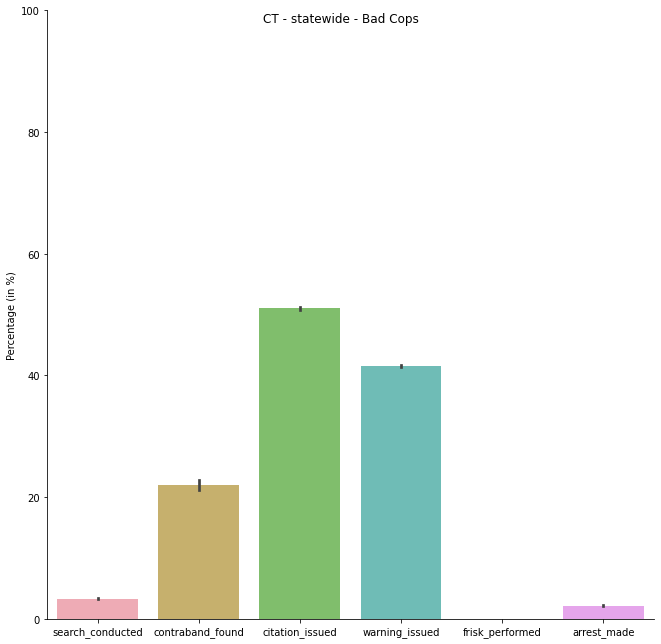 CT - statewide - Bad Cops
Percentage (in %)
100
80
60
40
20
0
search_conducted contraband_found citation_issued warning_issued frisk_performed arrest_made